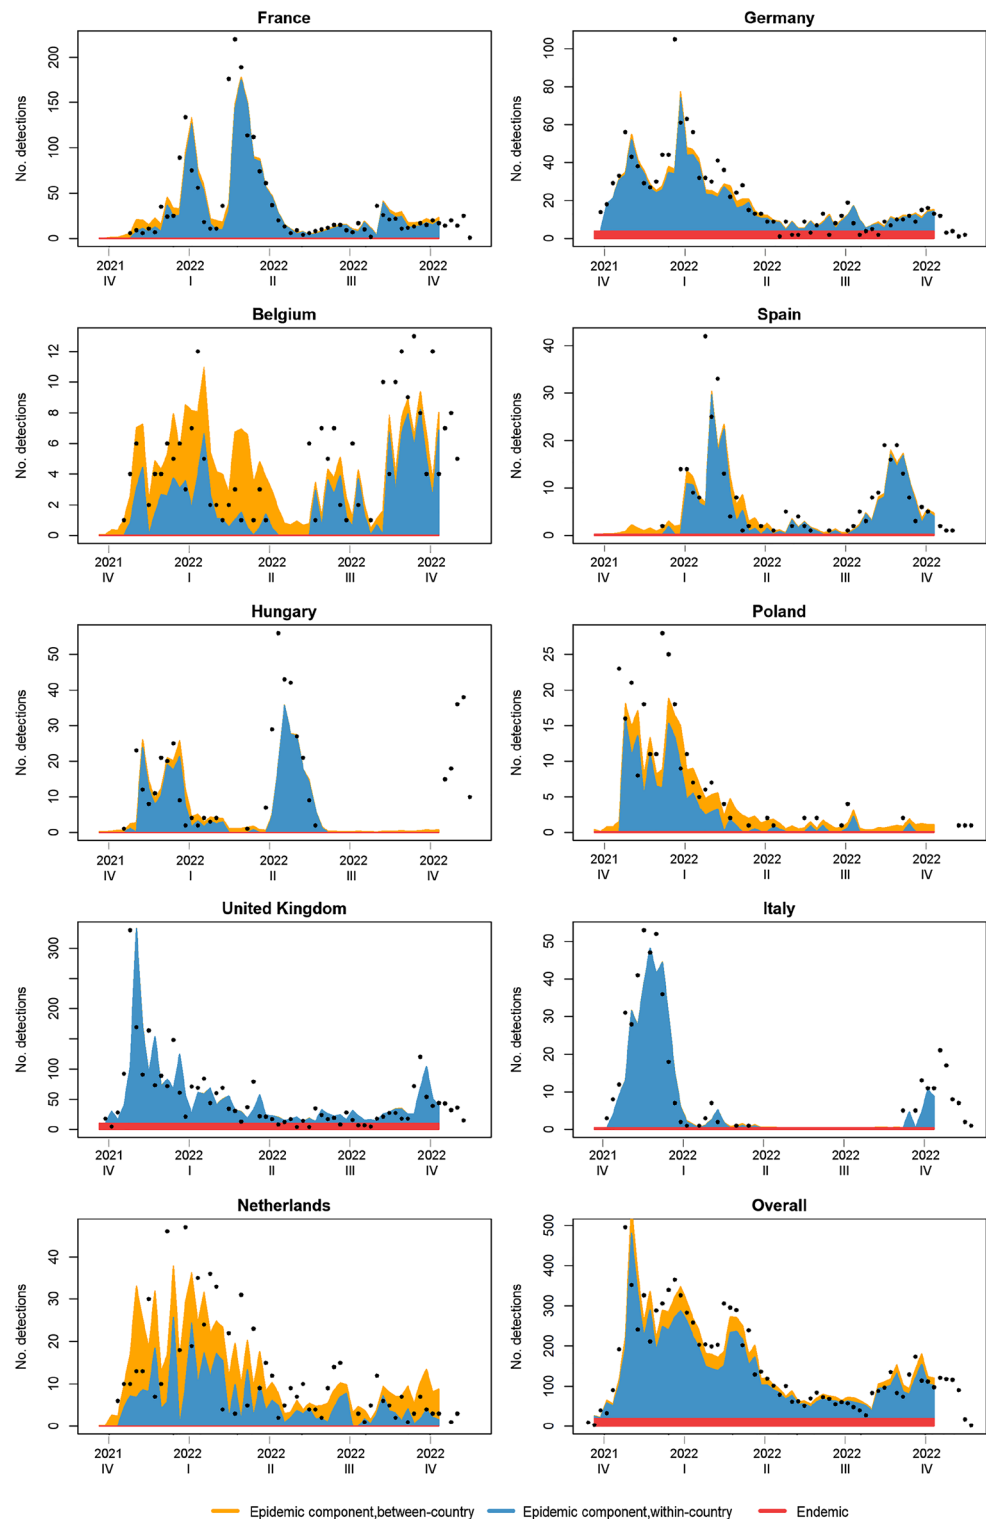 France
Germany
No. detections
200
150
100
50
0
2021 2022 2022 2022 2022
IV I II III IV
No. detections
100
80
60
40
20
0
2021 2022 2022 2022 2022
IV I II III IV
Belgium
Spain
No. detections
12
10
8
6
4
2
0
2021 2022 2022 2022 2022
IV I II III IV
No. detections
40
30
20
10
0
2021 2022 2022 2022 2022
IV I II III IV
Hungary
Poland
No. detections
50
40
30
20
10
0
2021 2022 2022 2022 2022
IV I II III IV
No. detections
25
20
15
10
5
0
2021 2022 2022 2022 2022
IV I II III IV
United Kingdom
Italy
No. detections
300
200
100
50
0
2021 2022 2022 2022 2022
IV I II III IV
No. detections
50
40
30
20
10
0
2021 2022 2022 2022 2022
IV I II III IV
Netherlands
Overall
No. detections
40
30
20
10
0
2021 2022 2022 2022 2022
IV I II III IV
No. detections
500
400
300
200
100
0
2021 2022 2022 2022 2022
IV I II III IV
Epidemic component,between-country Epidemic component,within-country Endemic